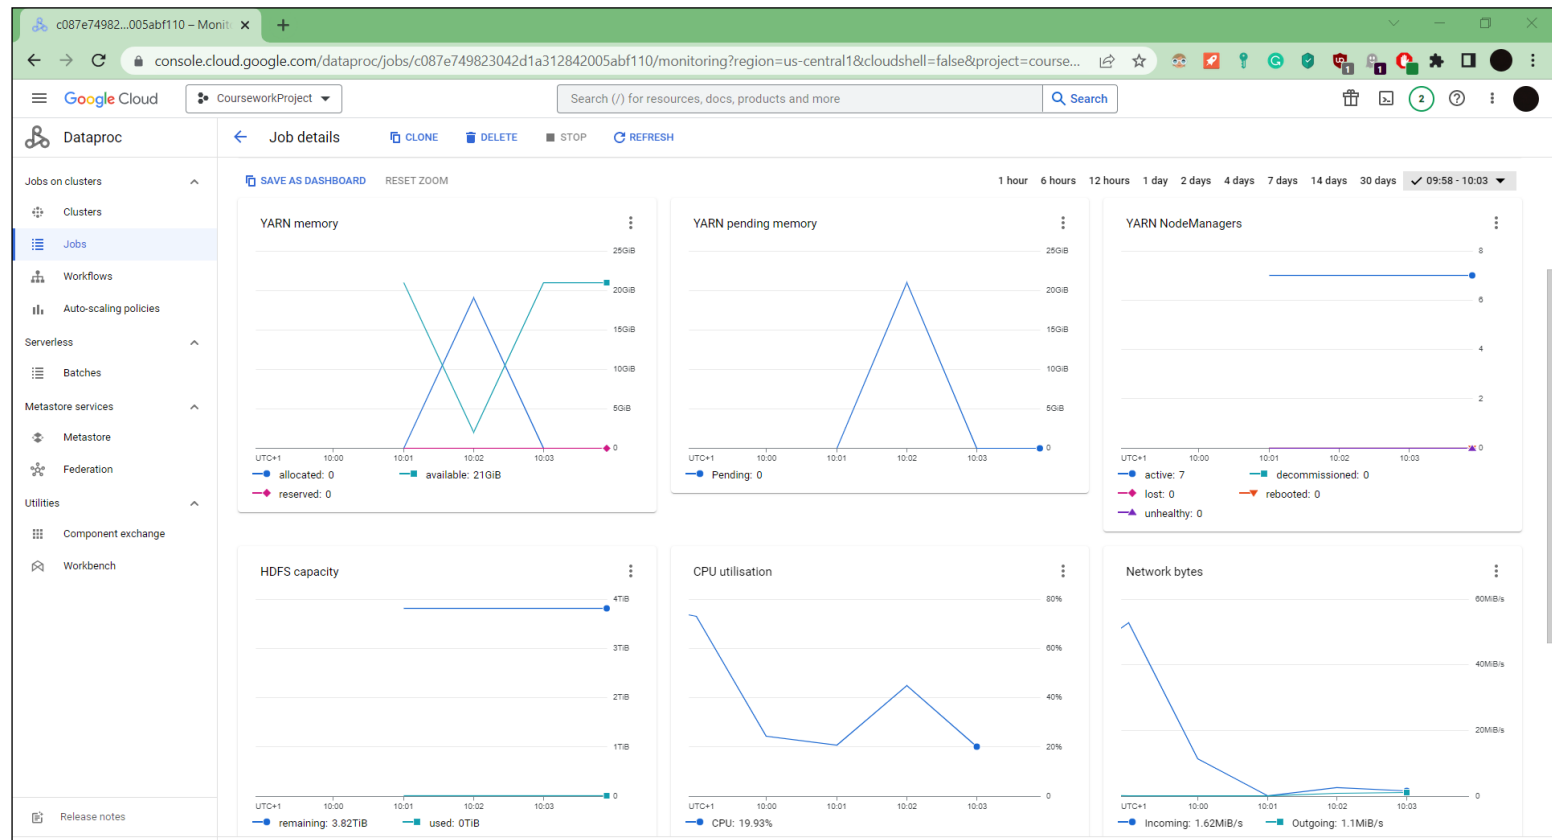 c087e74982...005abf110 – Monit
console.cloud.google.com/dataproc/jobs/c087e749823042d1a312842005abf110/monitoring?region=us-central1&cloudshell=false&project=course...
1
1
Google Cloud
CourseworkProject
Search (/) for resources, docs, products and more
Search
2
Dataproc
Job details
CLONE
DELETE
STOP
REFRESH
Jobs on clusters
Clusters
Jobs
Workflows
Auto-scaling policies
Serverless
Batches
Metastore services
Metastore
Federation
Utilities
Component exchange
Workbench
Release notes
SAVE AS DASHBOARD
RESET ZOOM
1 hour 6 hours 12 hours 1 day 2 days 4 days 7 days 14 days 30 days 09:58 - 10:03
YARN memory
25GiB
20GiB
15GiB
10GiB
5GiB
0
UTC+1 10:00 10:01 10:02 10:03
allocated: 0 available: 21GiB
reserved: 0
YARN pending memory
25GiB
20GiB
15GiB
10GiB
5GiB
0
UTC+1 10:00 10:01 10:02 10:03
Pending: 0
YARN NodeManagers
8
6
4
2
0
UTC+1 10:00 10:01 10:02 10:03
active: 7 decommissioned: 0
lost: 0 rebooted: 0
unhealthy: 0
HDFS capacity
4TiB
3TiB
2TiB
1TiB
0
UTC+1 10:00 10:01 10:02 10:03
remaining: 3.82TiB used: 0TiB
CPU utilisation
80%
60%
40%
20%
0
UTC+1 10:00 10:01 10:02 10:03
CPU: 19.93%
Network bytes
60MiB/s
40MiB/s
20MiB/s
0
UTC+1 10:00 10:01 10:02 10:03
Incoming: 1.62MiB/s Outgoing: 1.1MiB/s